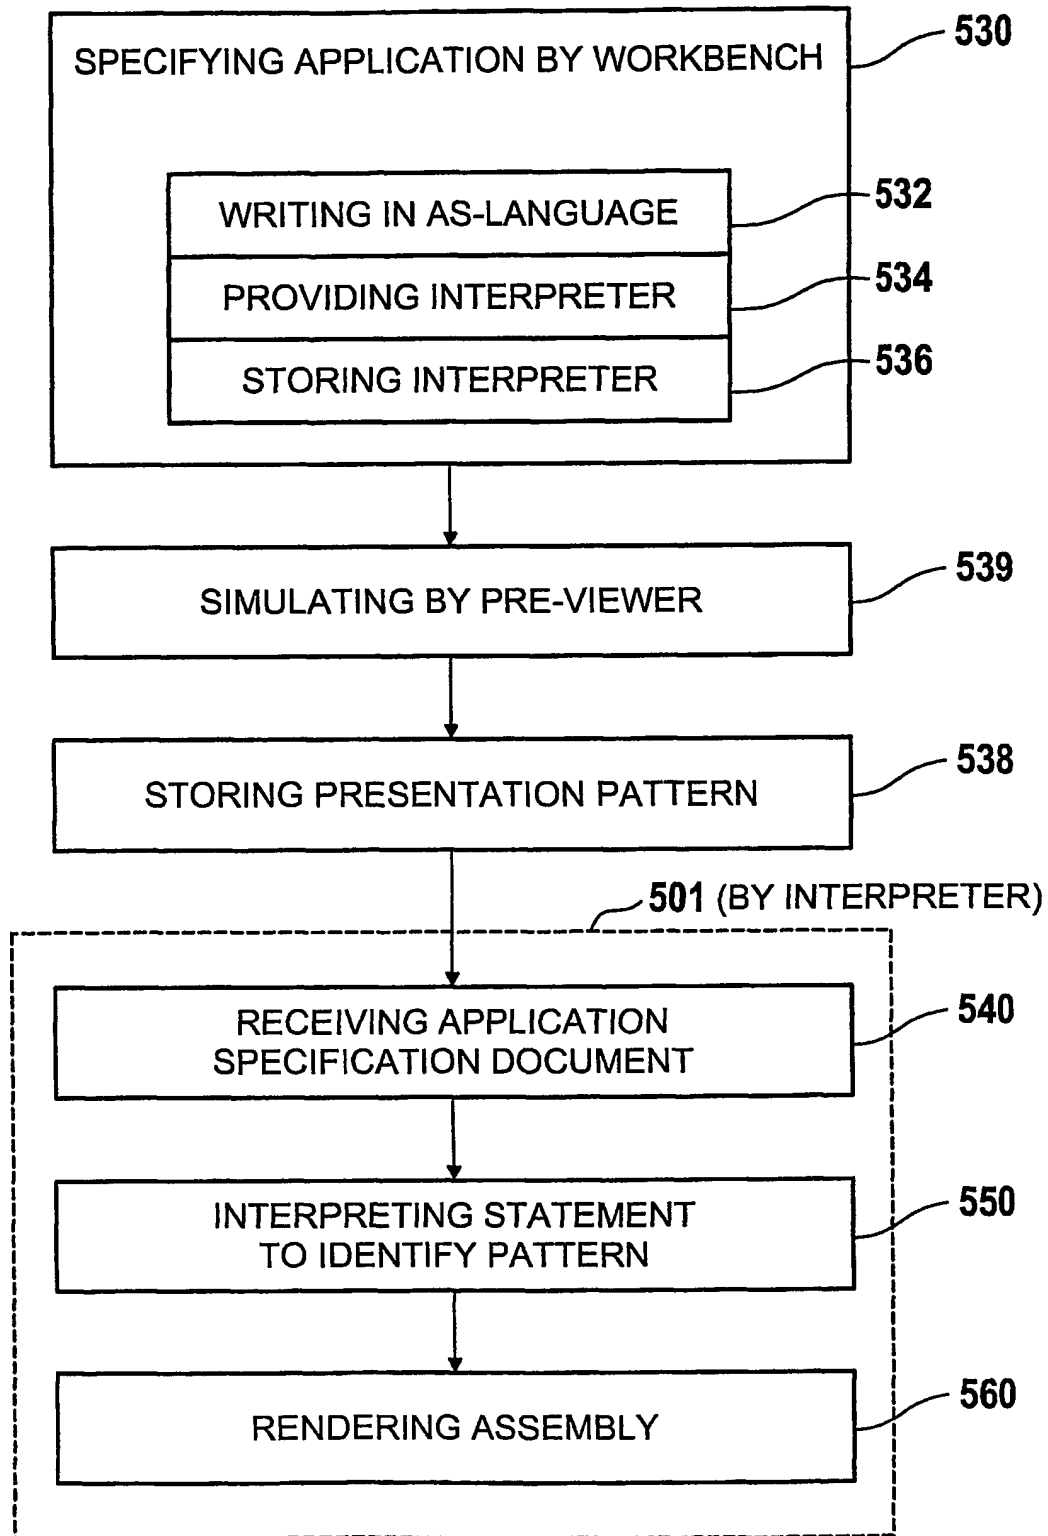 530
SPECIFYING APPLICATION BY WORKBENCH
532
WRITING IN AS-LANGUAGE
534
PROVIDING INTERPRETER
536
STORING INTERPRETER
539
SIMULATING BY PRE-VIEWER
538
STORING PRESENTATION PATTERN
501 (BY INTERPRETER)
540
RECEIVING APPLICATION
SPECIFICATION DOCUMENT
550
INTERPRETING STATEMENT
TO IDENTIFY PATTERN
560
RENDERING ASSEMBLY